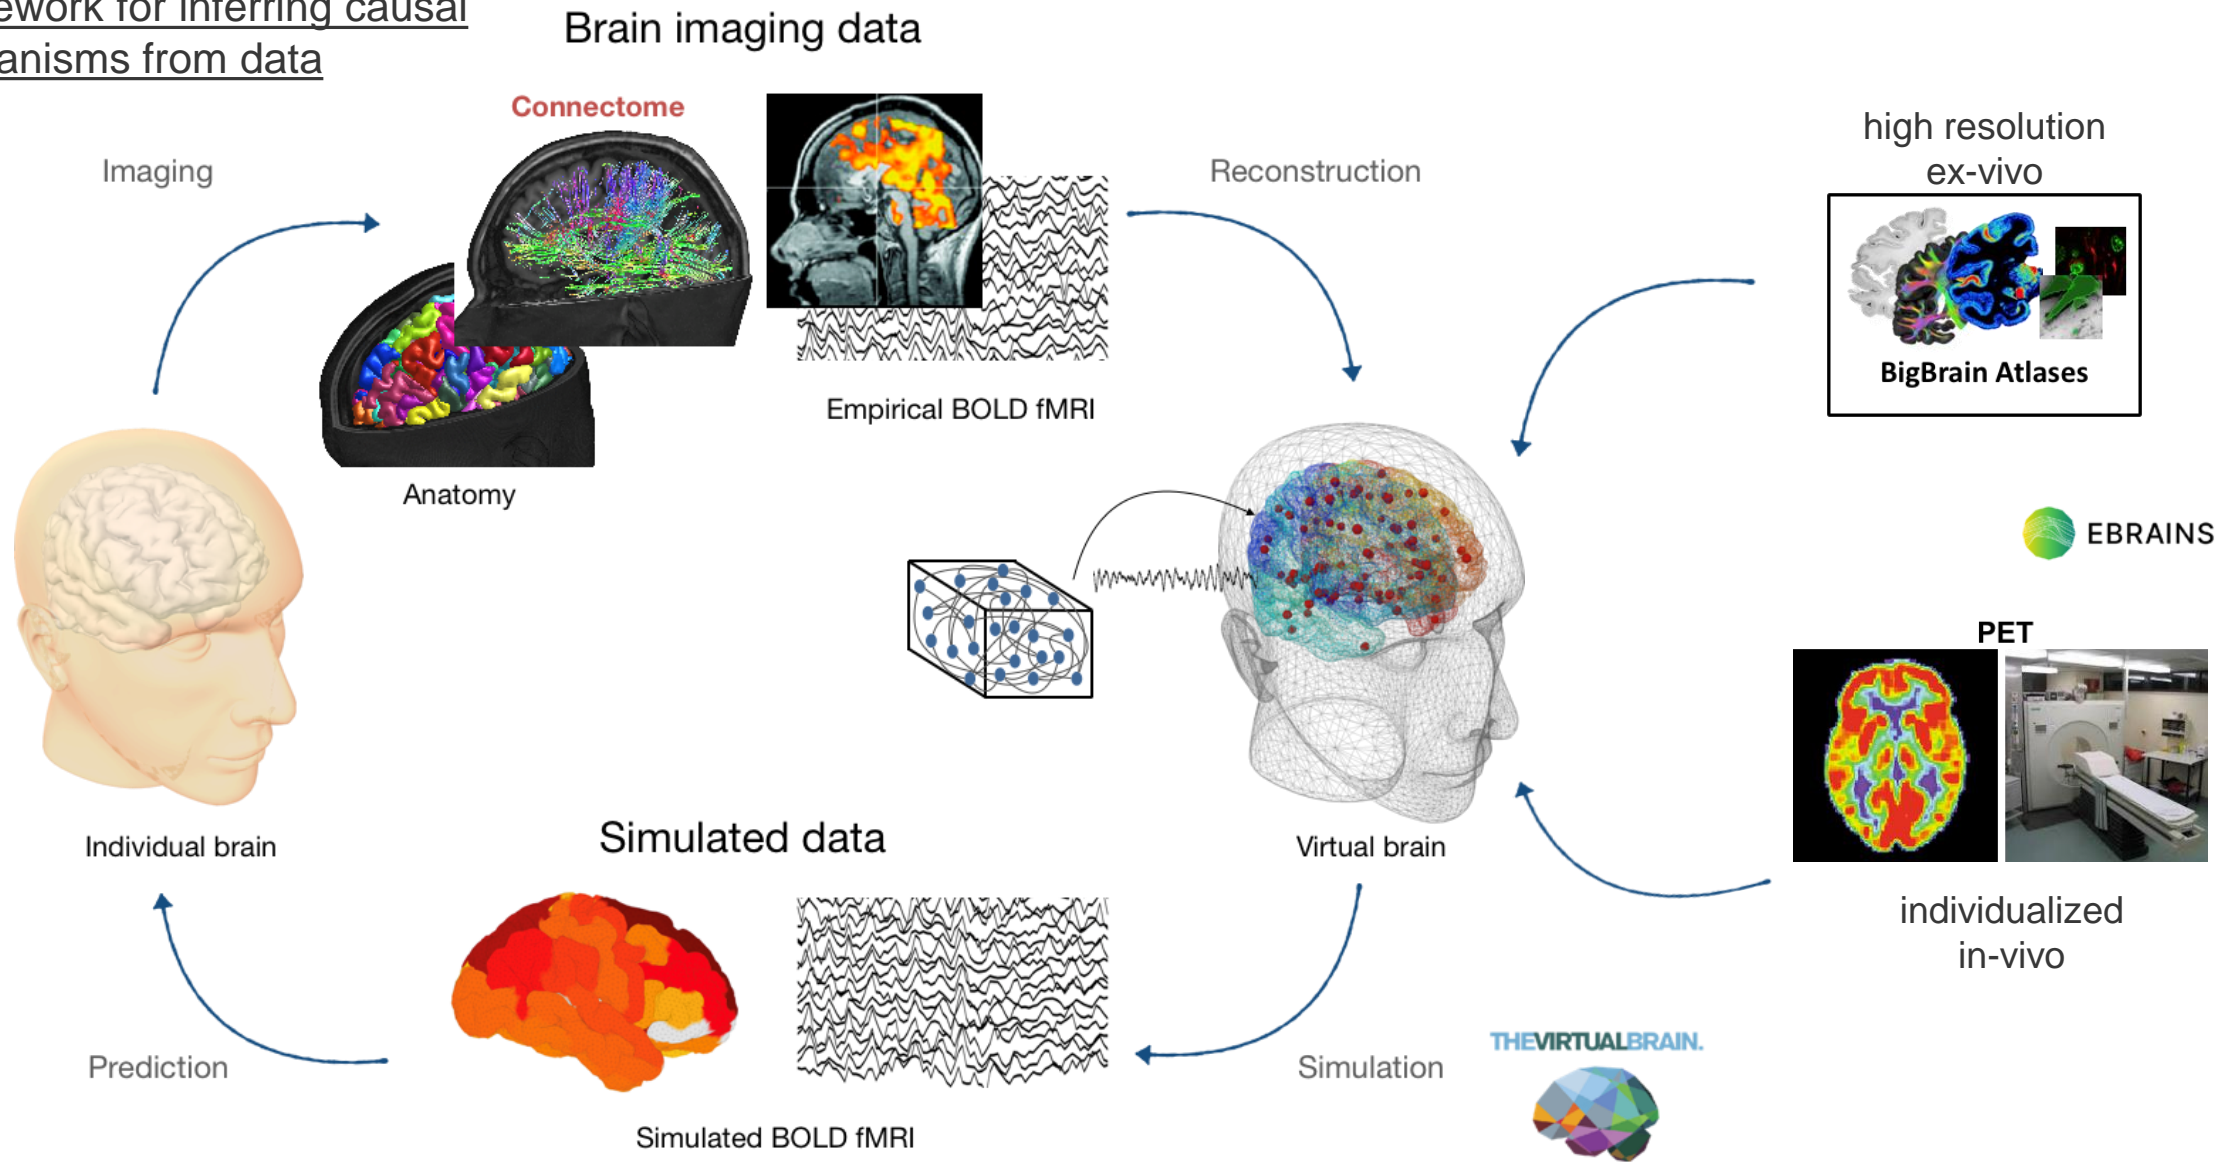 ework for inferring causal
anisms from data
Brain imaging data
Connectome
Imaging
Reconstruction
high resolution
ex-vivo
BigBrain Atlases
Empirical BOLD fMRI
Anatomy
EBRAINS
PET
Individual brain
Simulated data
Virtual brain
individualized
in-vivo
Prediction
Simulation
THEVIRTUALBRAIN.
Simulated BOLD fMRI